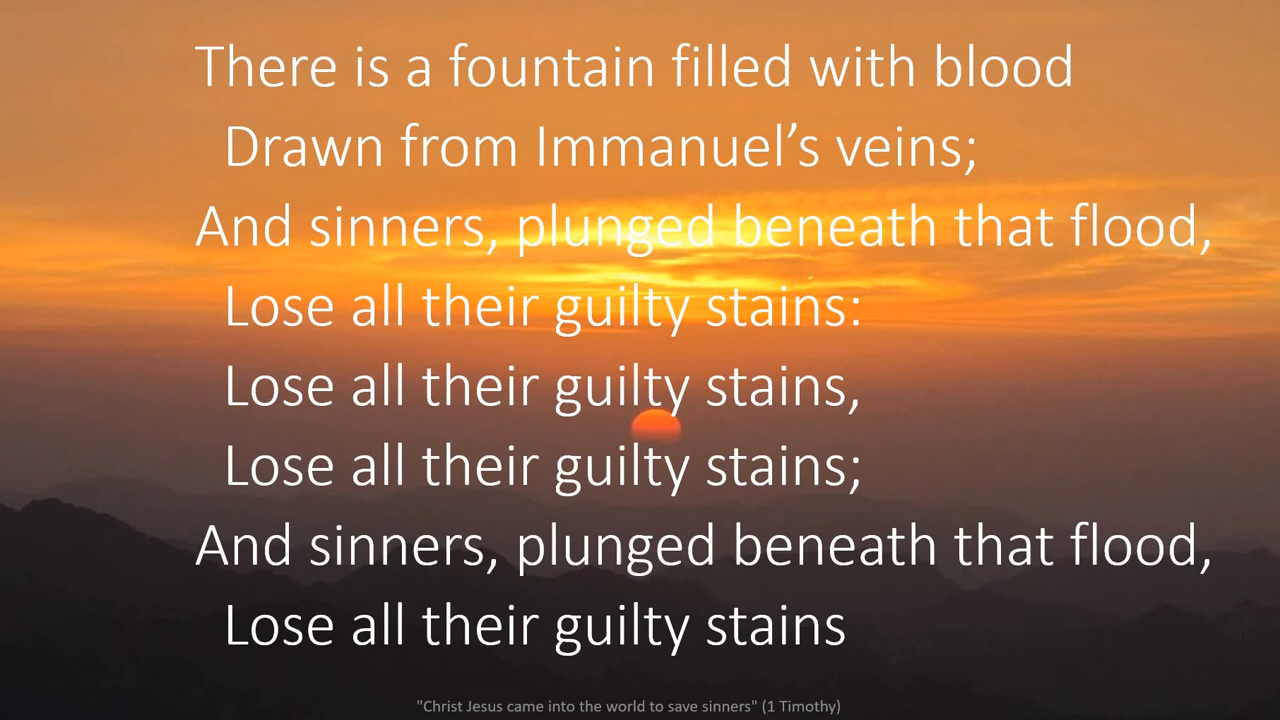 There is a fountain filled with blood
Drawn from Immanuel’s veins;
And sinners, plunged beneath that flood,
Lose all their guilty stains:
Lose all their guilty stains,
Lose all their guilty stains;
And sinners, plunged beneath that flood,
Lose all their guilty stains
"Christ Jesus came into the world to save sinners" (1 Timothy)